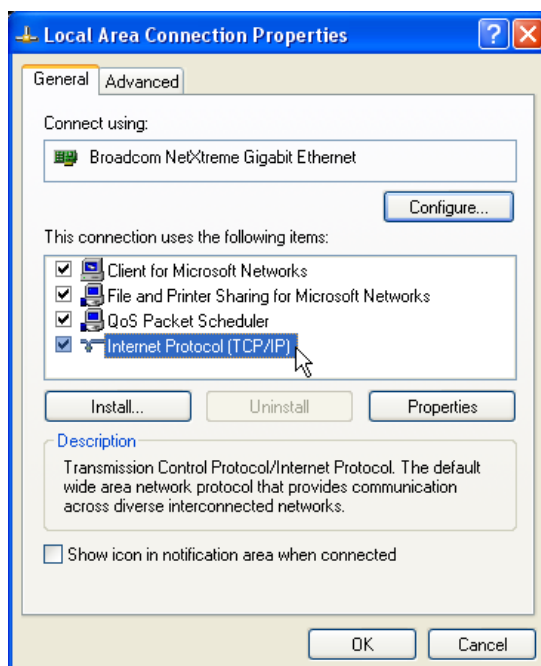 Local Area Connection Properties
General Advanced
Connect using:
Broadcom NetXtreme Gigabit Ethernet
Configure...
This connection uses the following items:
Client for Microsoft Networks
File and Printer Sharing for Microsoft Networks
QoS Packet Scheduler
Internet Protocol (TCP/IP)
Install... Uninstall Properties
Description
Transmission Control Protocol/Internet Protocol. The default
wide area network protocol that provides communication
across diverse interconnected networks.
Show icon in notification area when connected
OK Cancel